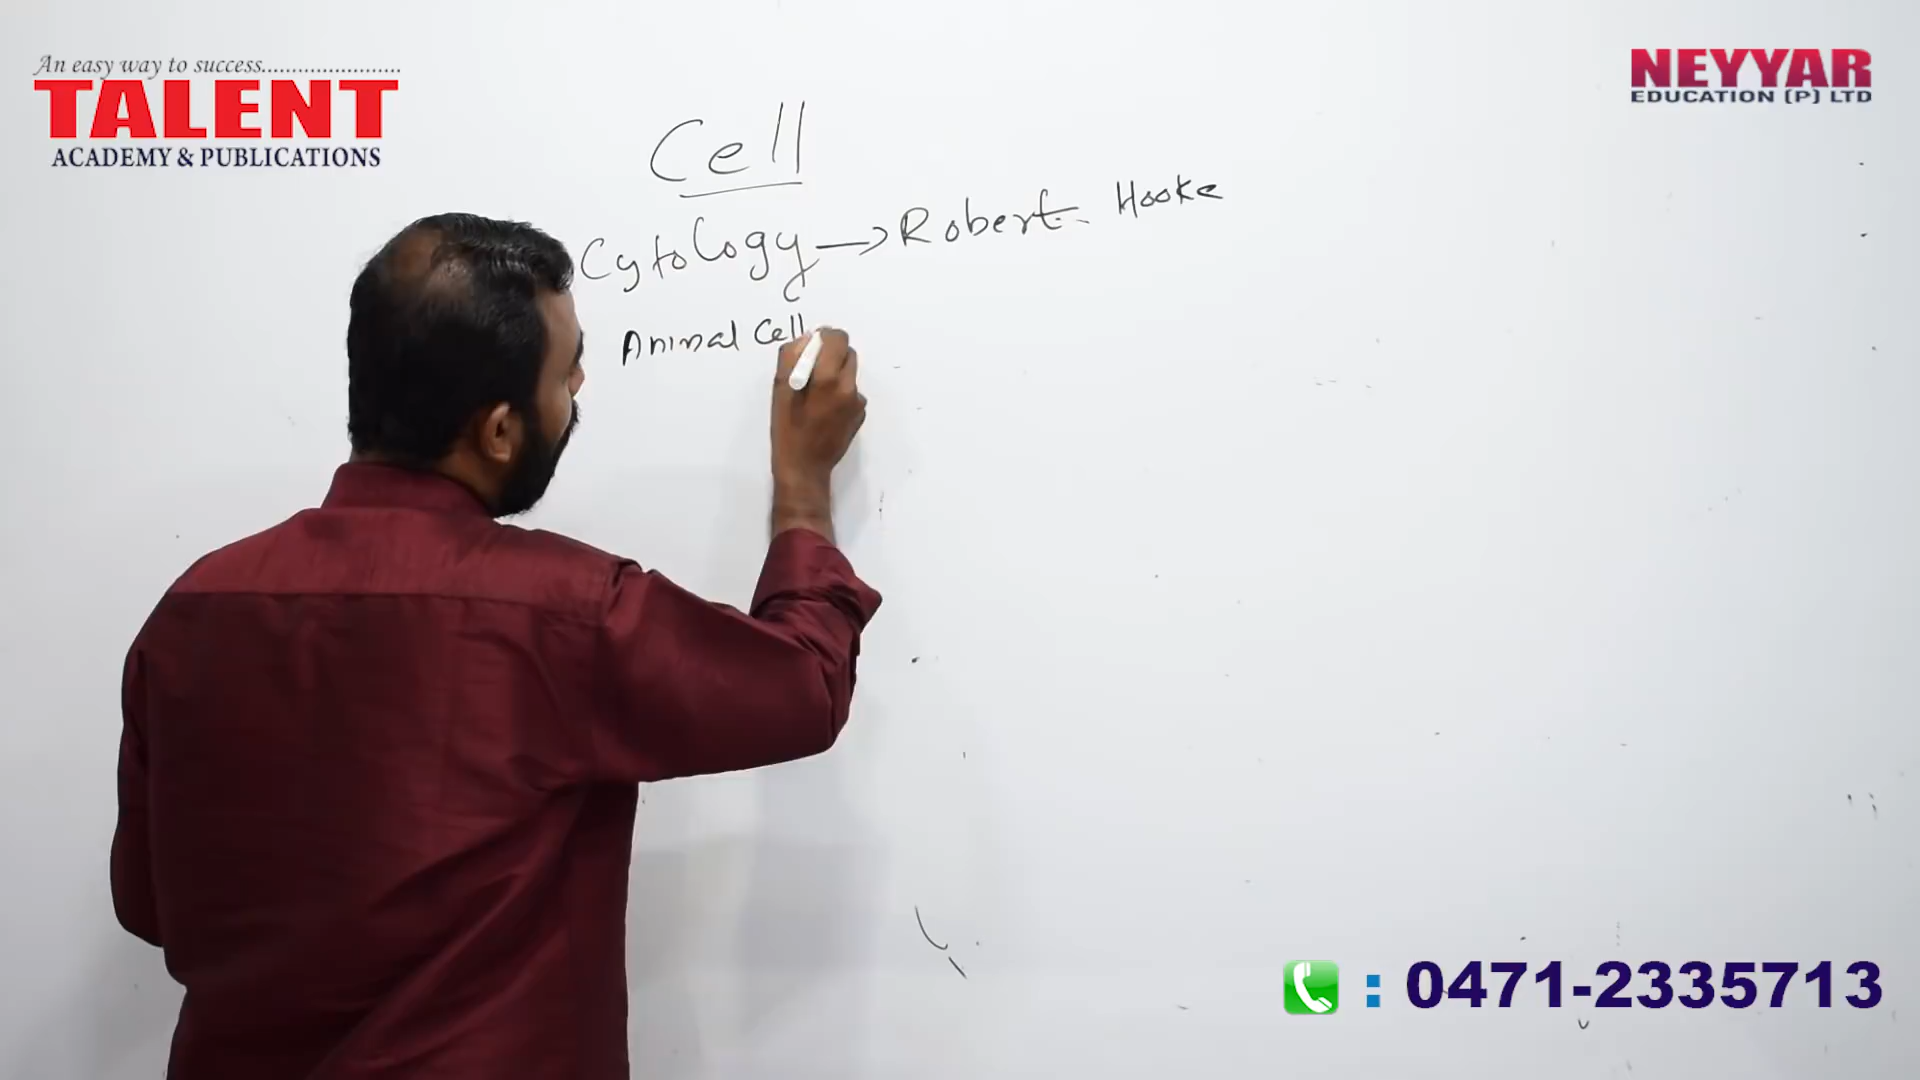 An easy way to success.......................
TALENT
ACADEMY & PUBLICATIONS
NEYYAR
EDUCATION (P) LTD
Cell
Cytology → Robert Hooke
Animal Cell
: 0471-2335713